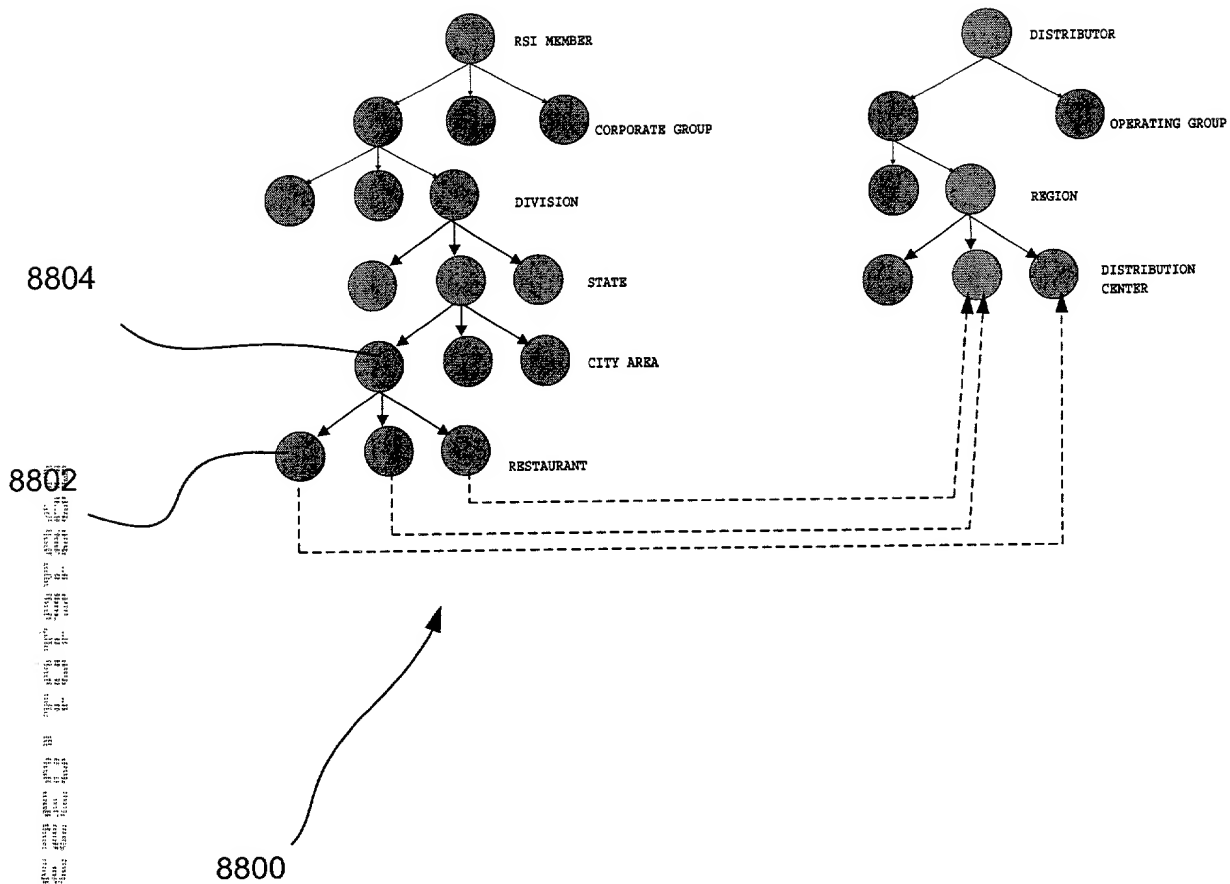 RSI MEMBER
DISTRIBUTOR
CORPORATE GROUP
OPERATING GROUP
DIVISION
REGION
8804
STATE
DISTRIBUTION
CENTER
CITY AREA
8802
RESTAURANT
8800